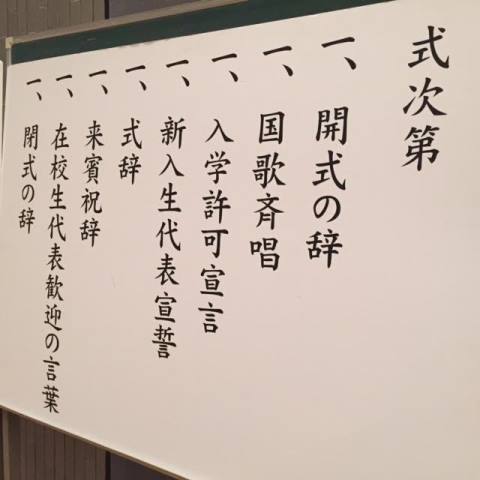 式次第
一、開式の辞
一、国歌斉唱
一、入学許可宣言
一、新入生代表宣誓
一、式辞
一、来賓祝辞
一、在校生代表歓迎の言葉
一、閉式の辞